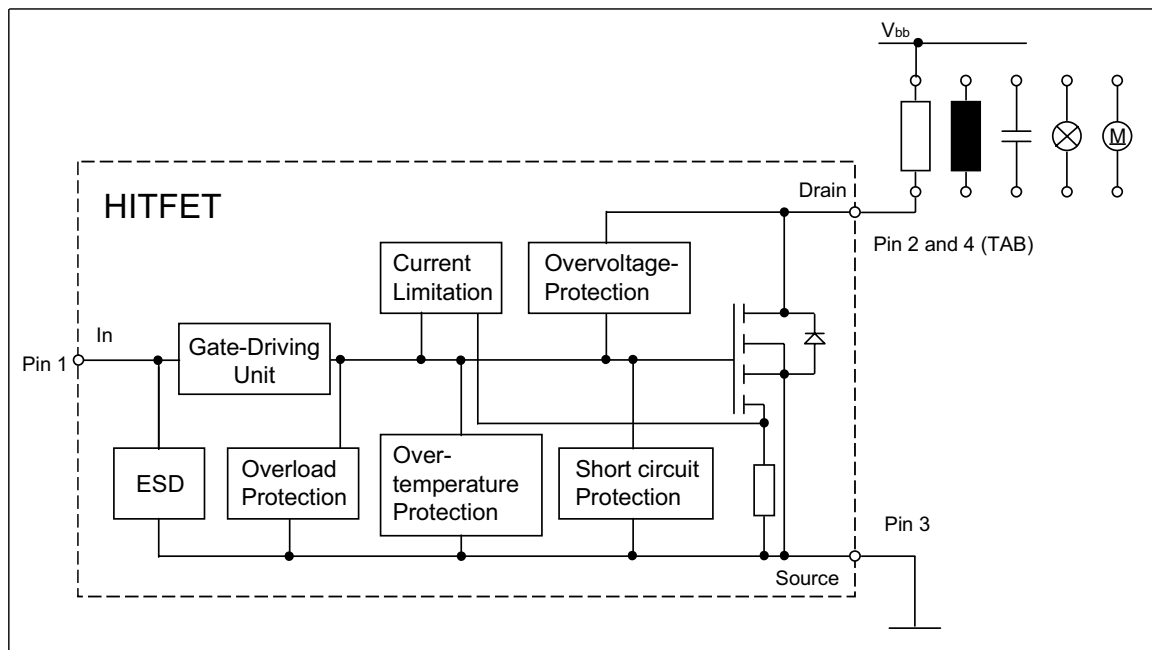 Vbb
M
HITFET
Drain
Pin 2 and 4 (TAB)
Current
Limitation
Overvoltage-
Protection
In
Pin 1
Gate-Driving
Unit
ESD
Overload
Protection
Over-
temperature
Protection
Short circuit
Protection
Pin 3
Source